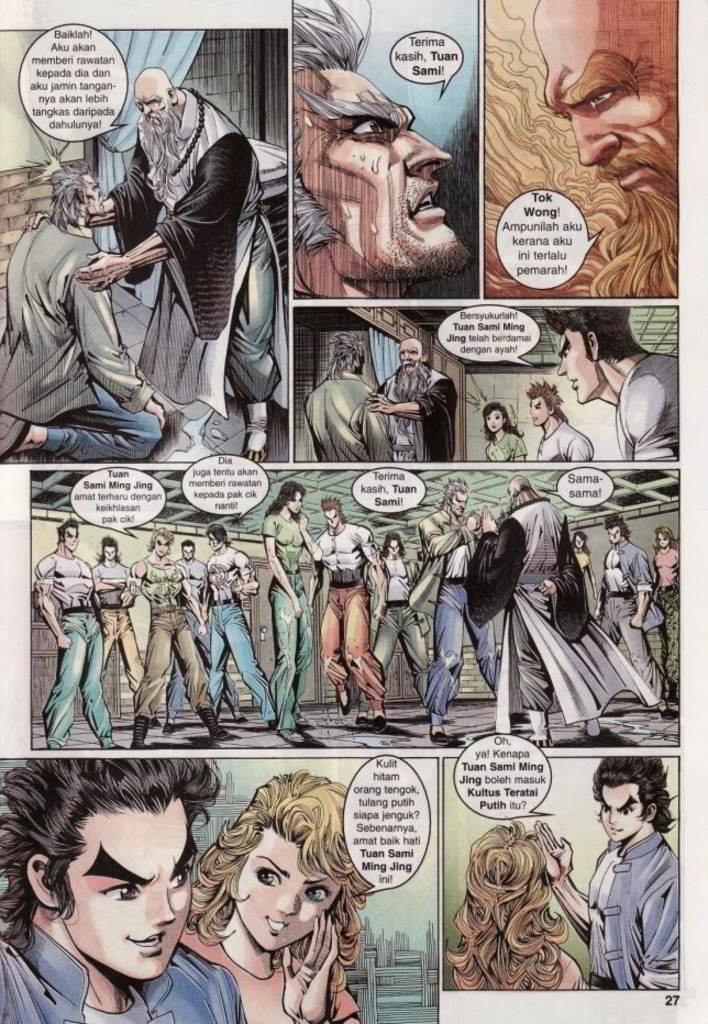 Baiklah!
Aku akan
memberi rawatan
kepada dia dan
aku jamin tangan-
nya akan lebih
tangkas daripada
dahulunya!
Terima
kasih, Tuan
Sami!
Tok
Wong!
Ampunilah aku
kerana aku
ini terlalu
pemarah!
Bersyukurlah!
Tuan Sami Ming
Jing telah berdamai
dengan ayah!
Tuan
Sami Ming Jing
amat terharu dengan
keikhlasan
pak cik!
Dia
juga tentu akan
memberi rawatan
kepada pak cik
nanti!
Terima
kasih, Tuan
Sami!
Sama-
sama!
Kulit
hitam
orang tengok,
tulang putih
siapa jenguk?
Sebenarnya,
amat baik hati
Tuan Sami
Ming Jing
ini!
Oh,
ya! Kenapa
Tuan Sami Ming
Jing boleh masuk
Kultus Teratai
Putih itu?
27